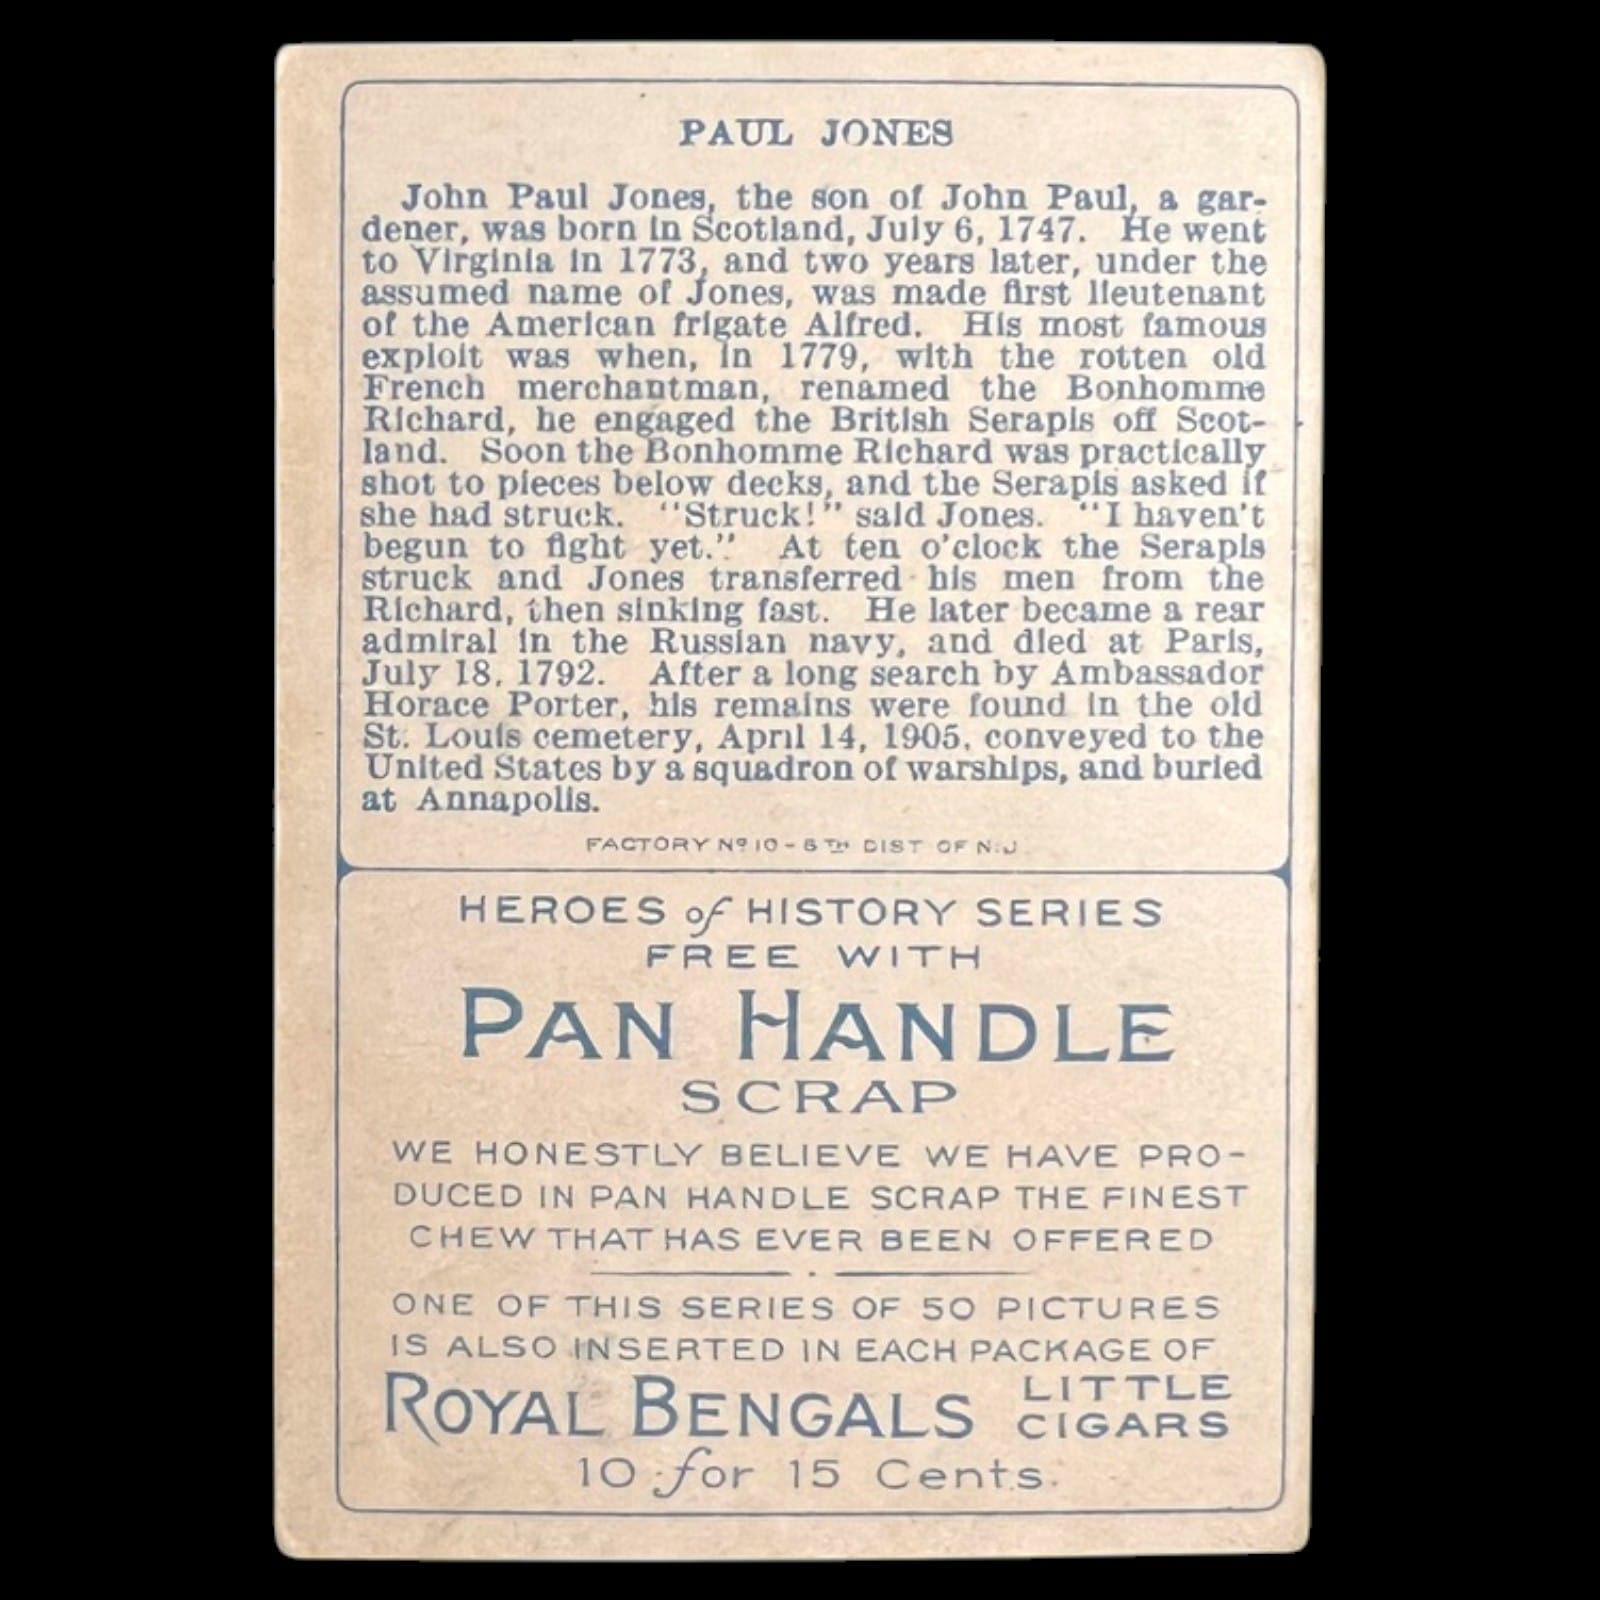 PAUL JONES
John Paul Jones, the son of John Paul, a gar-
dener, was born in Scotland, July 6, 1747. He went
to Virginia in 1773, and two years later, under the
assumed name of Jones, was made first lieutenant
of the American frigate Alfred. His most famous
exploit was when, in 1779, with the rotten old
French merchantman, renamed the Bonhomme
Richard, he engaged the British Serapis off Scot-
land. Soon the Bonhomme Richard was practically
shot to pieces below decks, and the Serapis asked if
she had struck. "Struck!" said Jones. "I haven't
begun to fight yet." At ten o'clock the Serapis
struck and Jones transferred his men from the
Richard, then sinking fast. He later became a rear
admiral in the Russian navy, and died at Paris,
July 18, 1792. After a long search by Ambassador
Horace Porter, his remains were found in the old
St. Louis cemetery, April 14, 1905, conveyed to the
United States by a squadron of warships, and buried
at Annapolis.
FACTORY Nº 10 - 6TH DIST OF N.J
HEROES of HISTORY SERIES
FREE WITH
PAN HANDLE
SCRAP
WE HONESTLY BELIEVE WE HAVE PRO-
DUCED IN PAN HANDLE SCRAP THE FINEST
CHEW THAT HAS EVER BEEN OFFERED
ONE OF THIS SERIES OF 50 PICTURES
IS ALSO INSERTED IN EACH PACKAGE OF
ROYAL BENGALS LITTLE CIGARS
10 for 15 Cents.